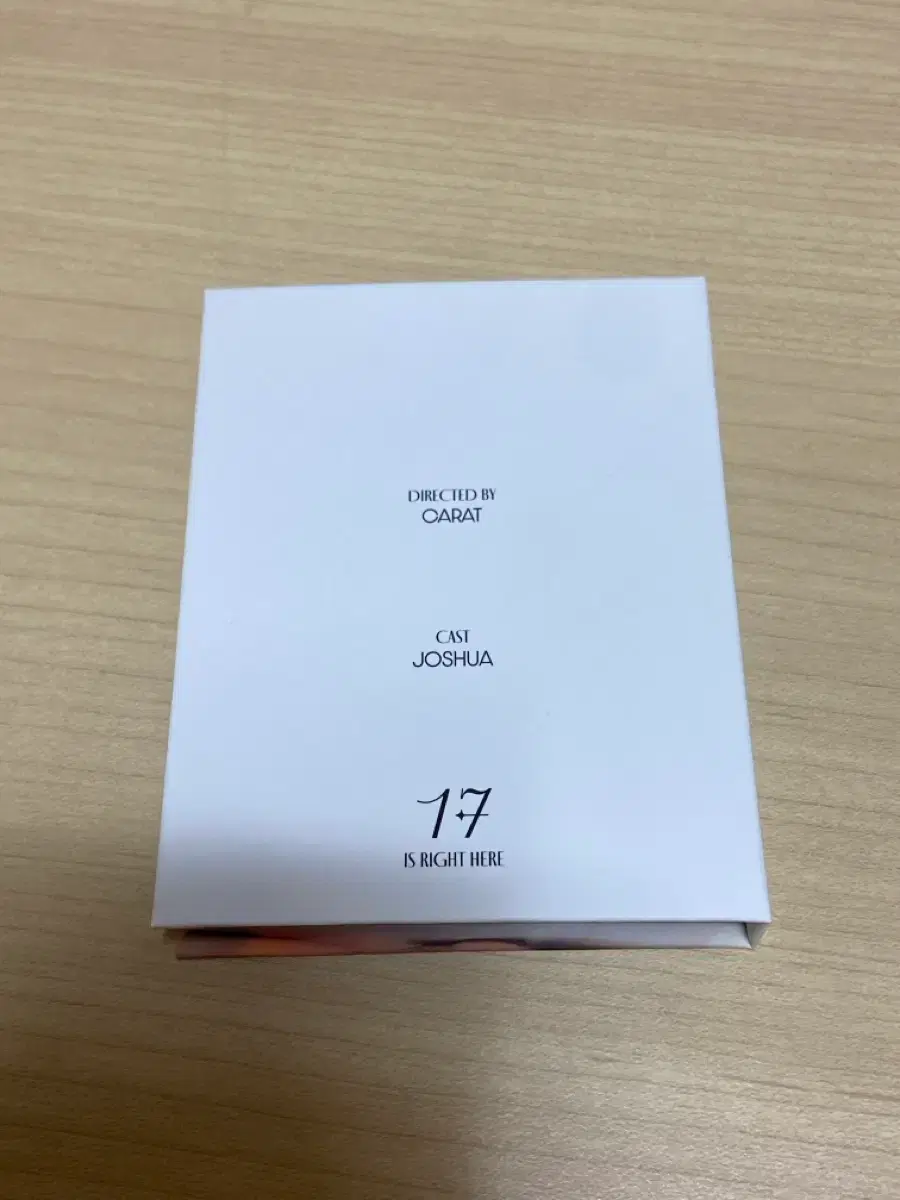 DIRECTED BY
CARAT
CAST
JOSHUA
17
IS RIGHT HERE